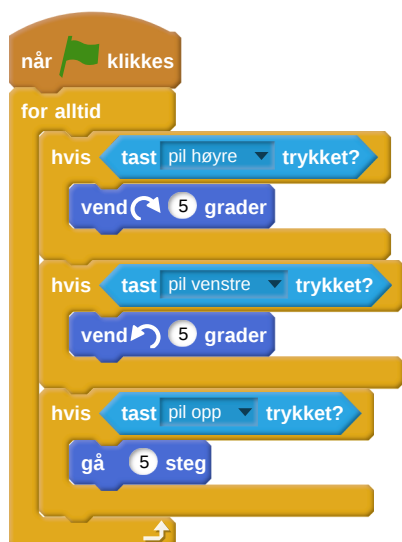 når klikkes
for alltid
hvis tast pil høyre trykket?
vend 5 grader
hvis tast pil venstre trykket?
vend 5 grader
hvis tast pil opp trykket?
gå 5 steg